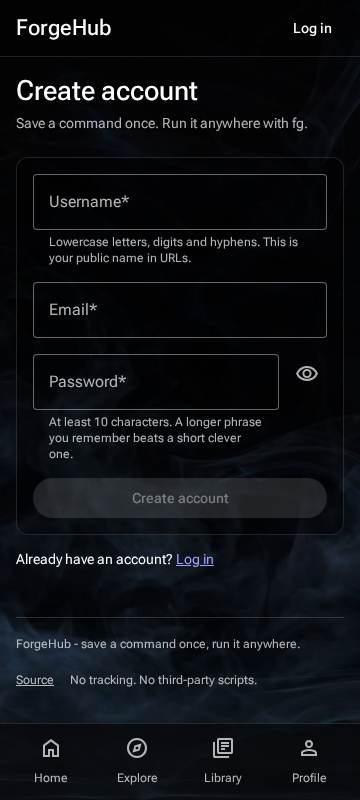 ForgeHub
Log in
Create account
Save a command once. Run it anywhere with fg.
Username*
Lowercase letters, digits and hyphens. This is
your public name in URLs.
Email*
Password*
At least 10 characters. A longer phrase
you remember beats a short clever
one.
Create account
Already have an account? Log in
ForgeHub - save a command once, run it anywhere.
Source No tracking. No third-party scripts.
Home Explore Library Profile